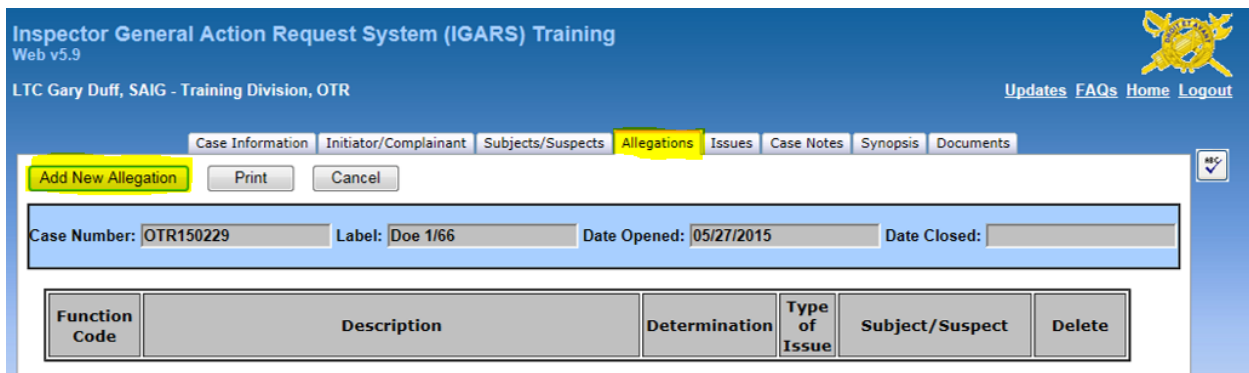 Inspector General Action Request System (IGARS) Training
Web v5.9
LTC Gary Duff, SAIG - Training Division, OTR
Updates FAQs Home Logout
Case Information Initiator/Complainant Subjects/Suspects Allegations Issues Case Notes Synopsis Documents
Add New Allegation Print Cancel
ABC
Case Number: OTR150229 Label: Doe 1/66 Date Opened: 05/27/2015 Date Closed:
Function Code Description Determination Type of Issue Subject/Suspect Delete